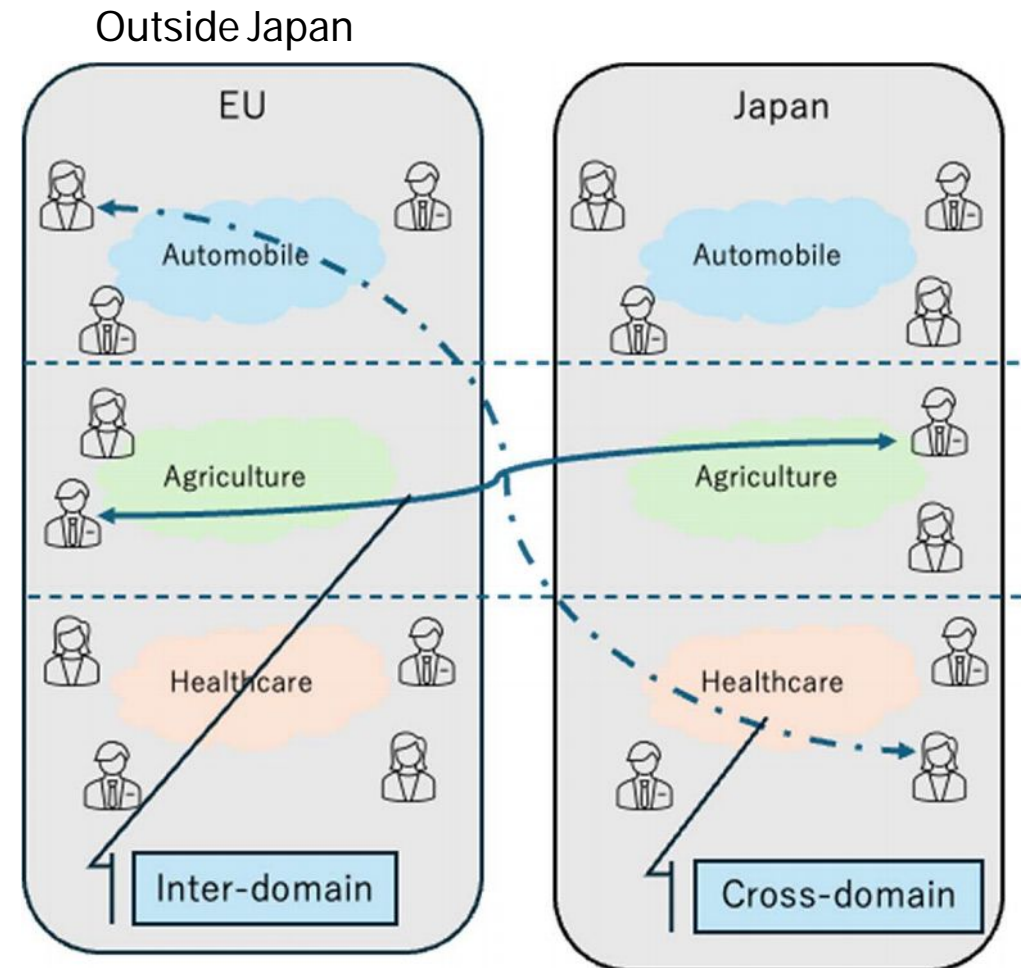 Outside Japan
EU
Japan
Automobile
Automobile
Agriculture
Agriculture
Healthcare
Healthcare
Inter-domain
Cross-domain